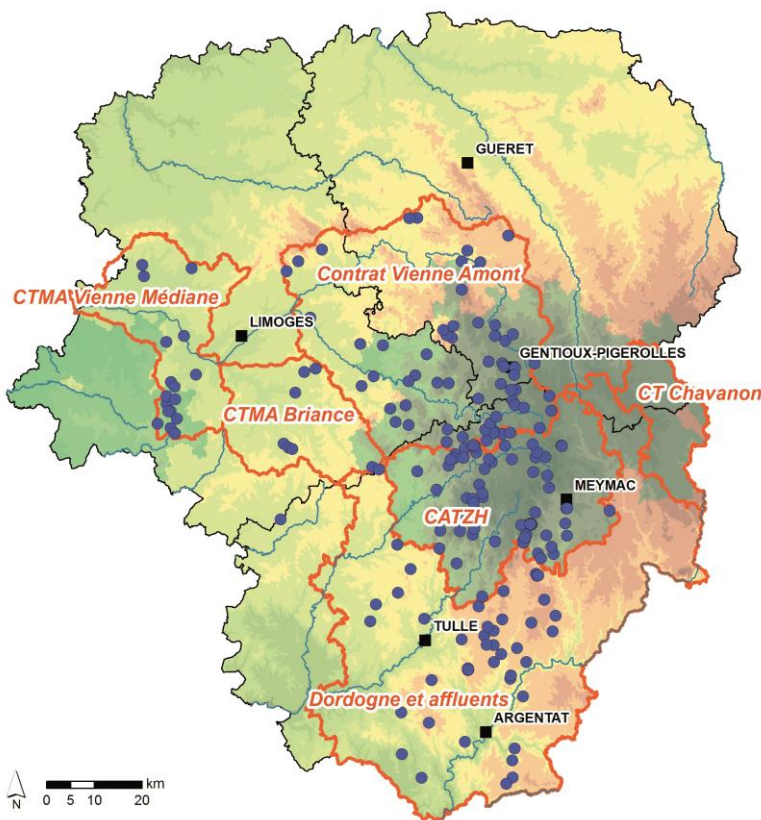 GUERET
Contrat Vienne Amont
CTMA Vienne Médiane
LIMOGES
GENTIOUX-PIGEROLLES
CT Chavanon
CTMA Briance
MEYMAC
CATZH
TULLE
Dordogne et affluents
ARGENTAT
N
km
0 5 10 20